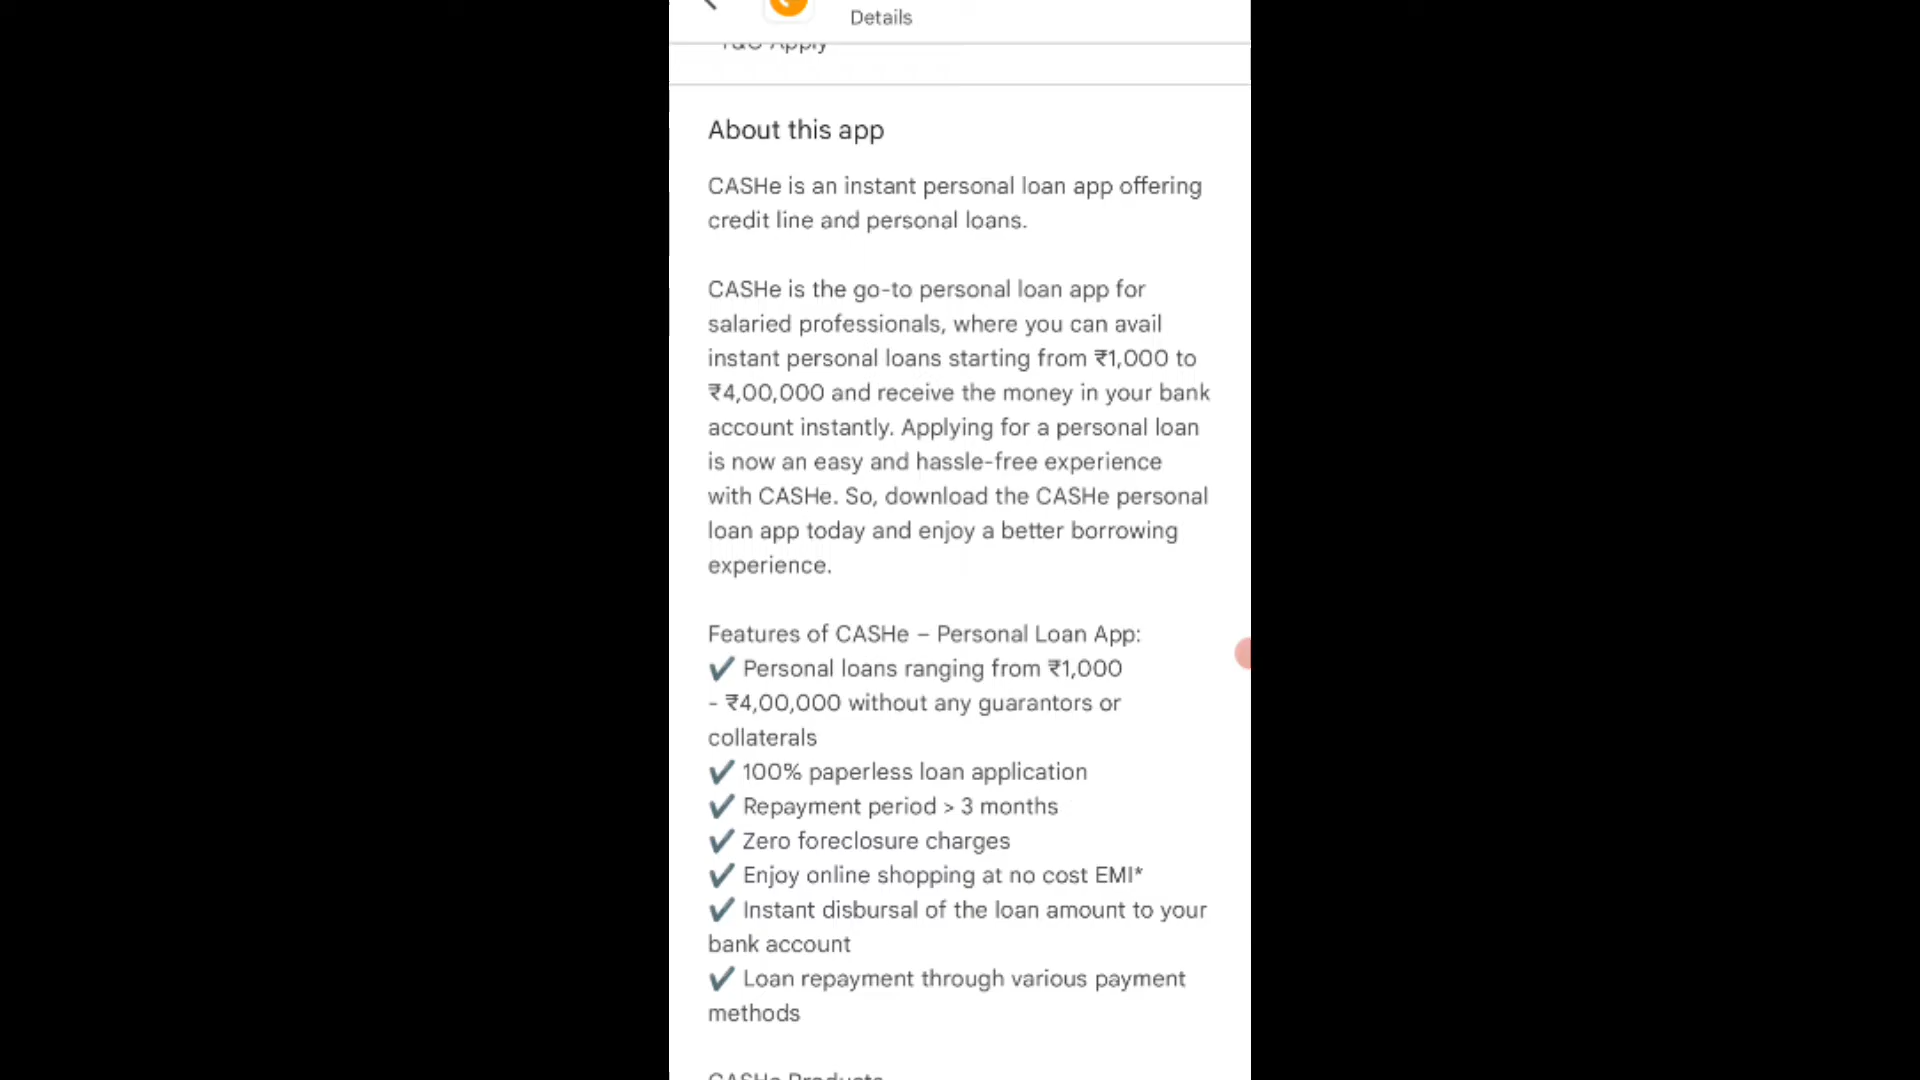 Details
T&C Apply
About this app
CASHe is an instant personal loan app offering
credit line and personal loans.
CASHe is the go-to personal loan app for
salaried professionals, where you can avail
instant personal loans starting from ₹1,000 to
₹4,00,000 and receive the money in your bank
account instantly. Applying for a personal loan
is now an easy and hassle-free experience
with CASHe. So, download the CASHe personal
loan app today and enjoy a better borrowing
experience.
Features of CASHe – Personal Loan App:
✔ Personal loans ranging from ₹1,000
- ₹4,00,000 without any guarantors or
collaterals
✔ 100% paperless loan application
✔ Repayment period > 3 months
✔ Zero foreclosure charges
✔ Enjoy online shopping at no cost EMI*
✔ Instant disbursal of the loan amount to your
bank account
✔ Loan repayment through various payment
methods
CASHe Products